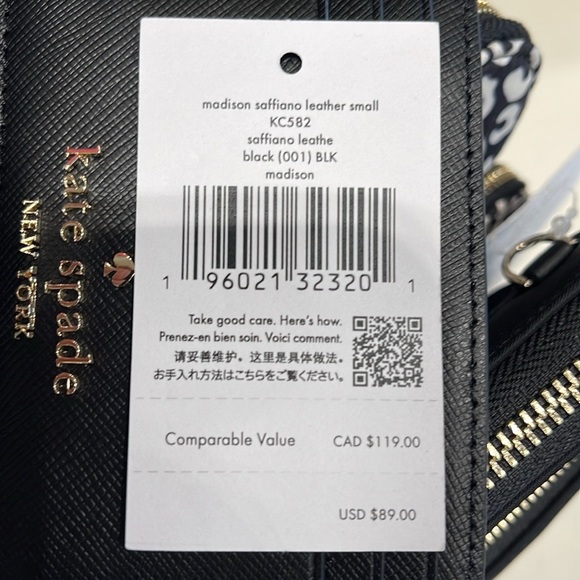 madison saffiano leather small
KC582
saffiano leathe
black (001) BLK
madison
1 96021 32320 1
Take good care. Here's how.
Prenez-en bien soin. Voici comment.
请妥善维护。这里是具体做法。
お手入れ方法はこちらをご覧ください。
Comparable Value CAD $119.00
USD $89.00
kate spade
NEW YORK